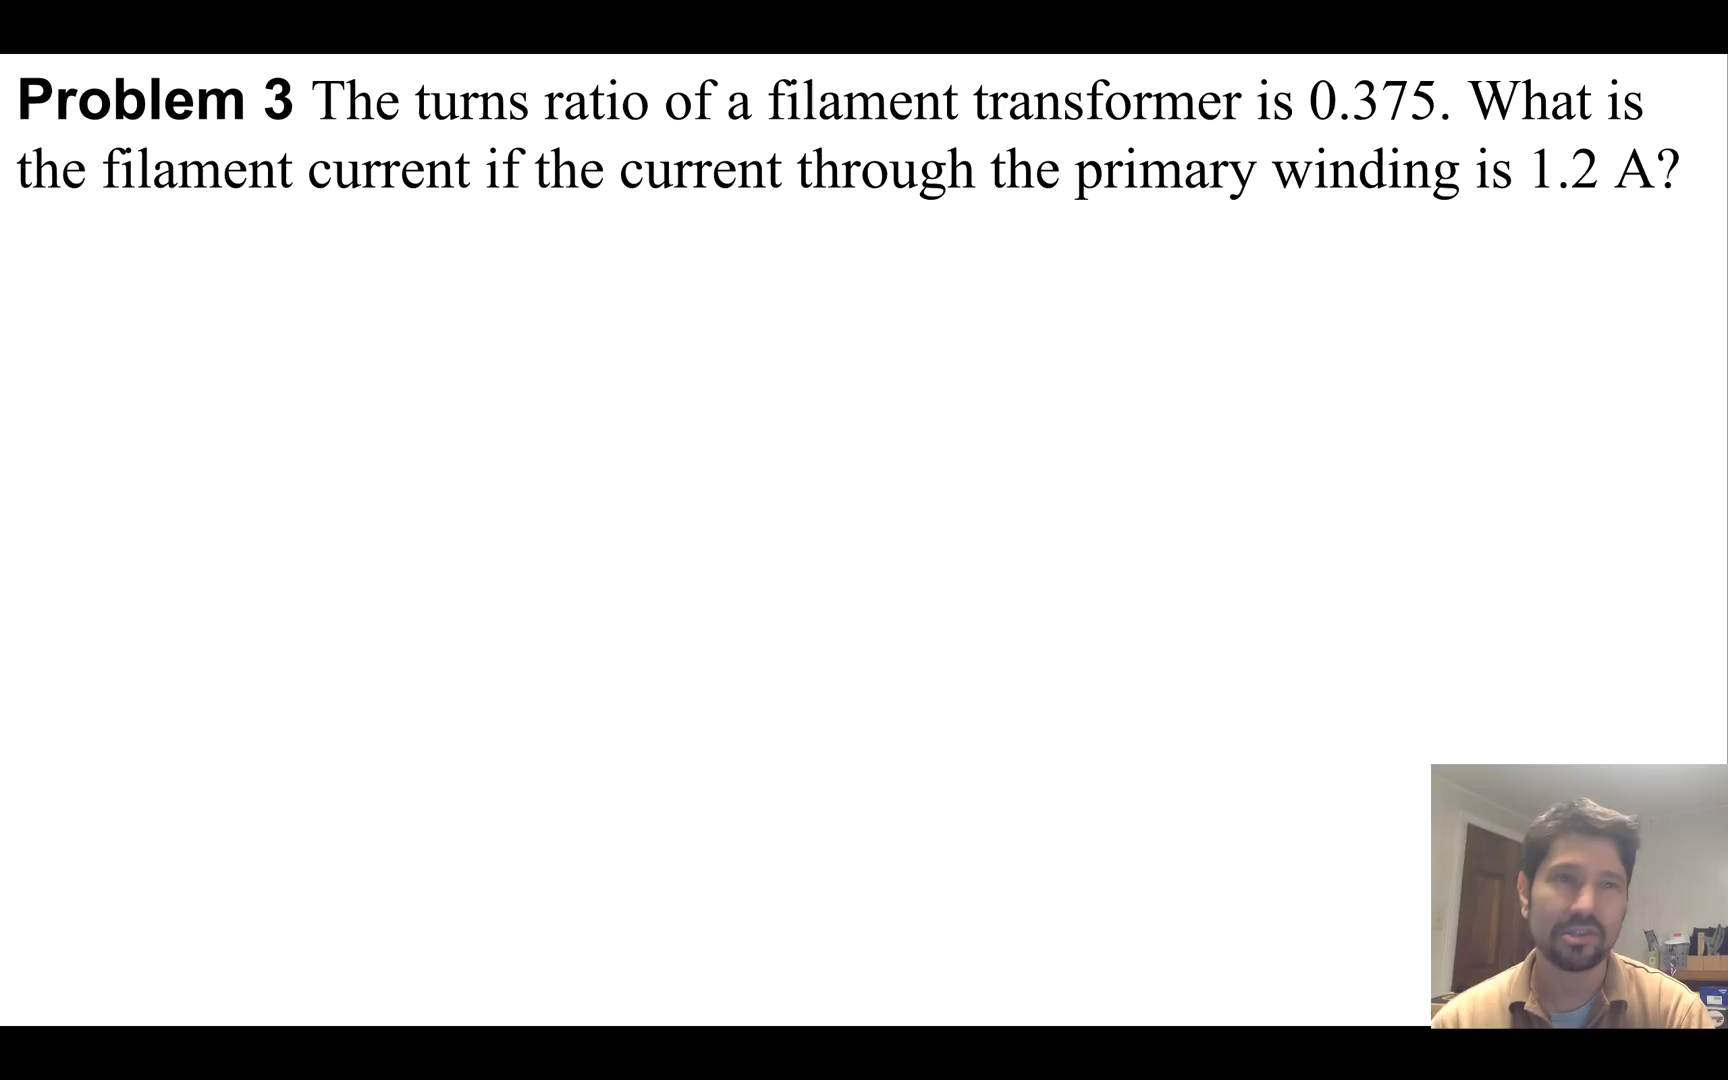 Problem 3 The turns ratio of a filament transformer is 0.375. What is
the filament current if the current through the primary winding is 1.2 A?